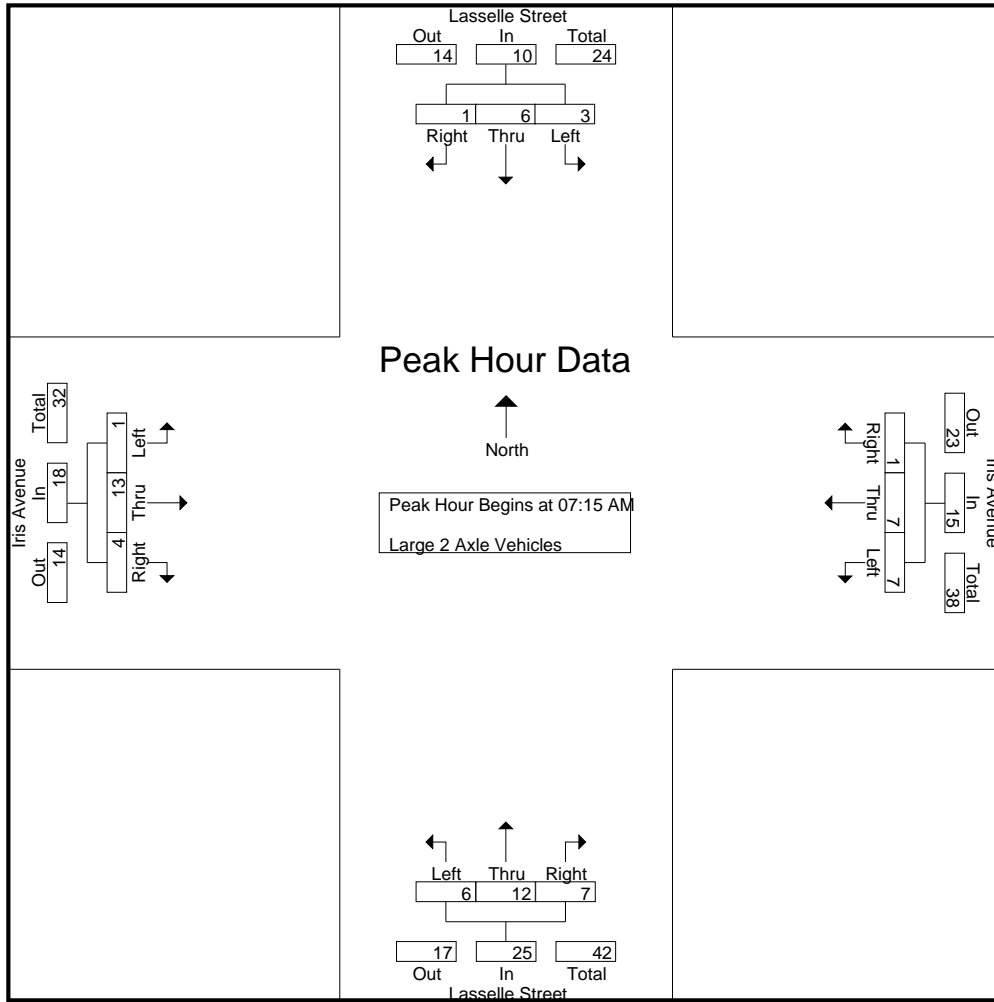 Lasselle Street
Out In Total
14 10 24
1 6 3
Right Thru Left
Peak Hour Data
North
Peak Hour Begins at 07:15 AM
Large 2 Axle Vehicles
Iris Avenue
Out In Total
14 18 32
Right Thru Left
4 13 1
Iris Avenue
Out In Total
23 15 38
Right Thru Left
1 7 7
Left Thru Right
6 12 7
17 25 42
Out In Total
Lasselle Street